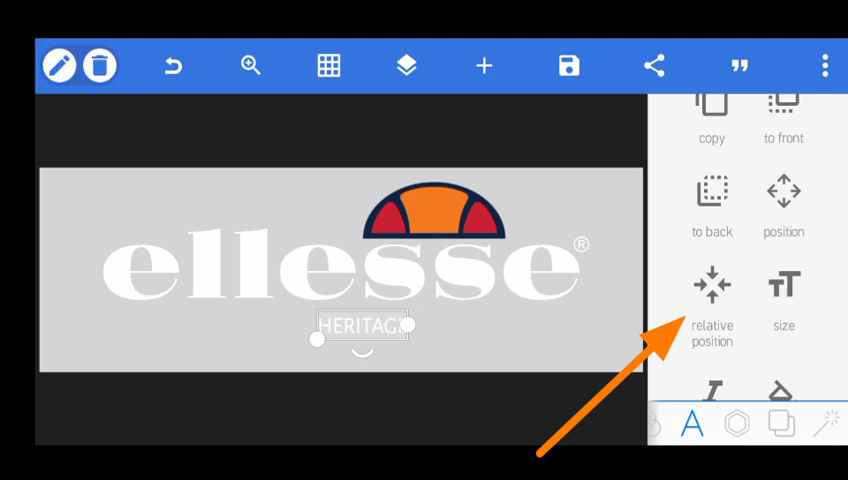 copy
to front
to back
position
ellesse®
HERITAGE
relative
position
size